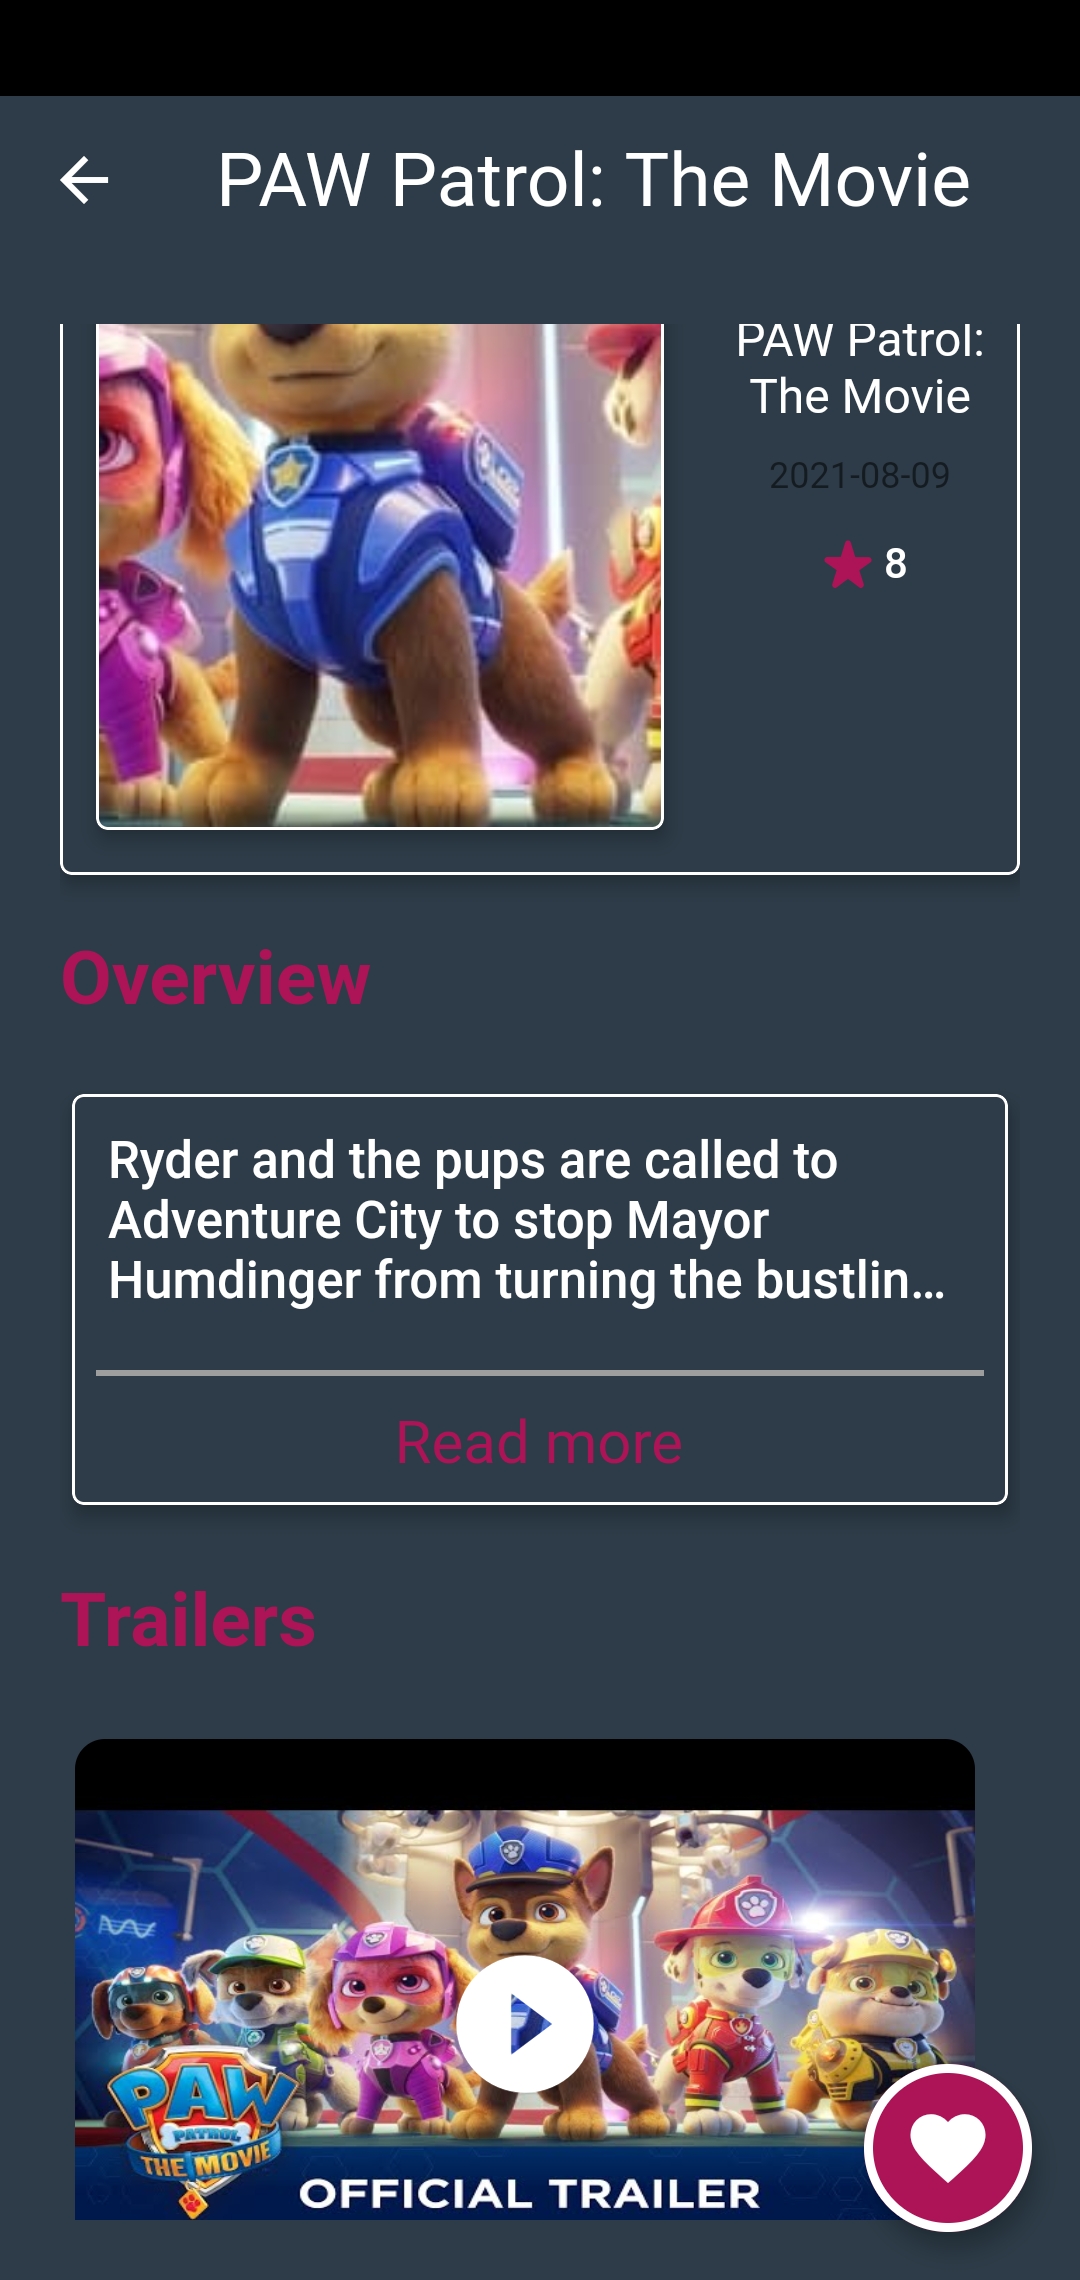 PAW Patrol: The Movie
PAW Patrol:
The Movie
2021-08-09
8
Overview
Ryder and the pups are called to
Adventure City to stop Mayor
Humdinger from turning the bustlin…
Read more
Trailers
PAW
PATROL
THE MOVIE
OFFICIAL TRAILER